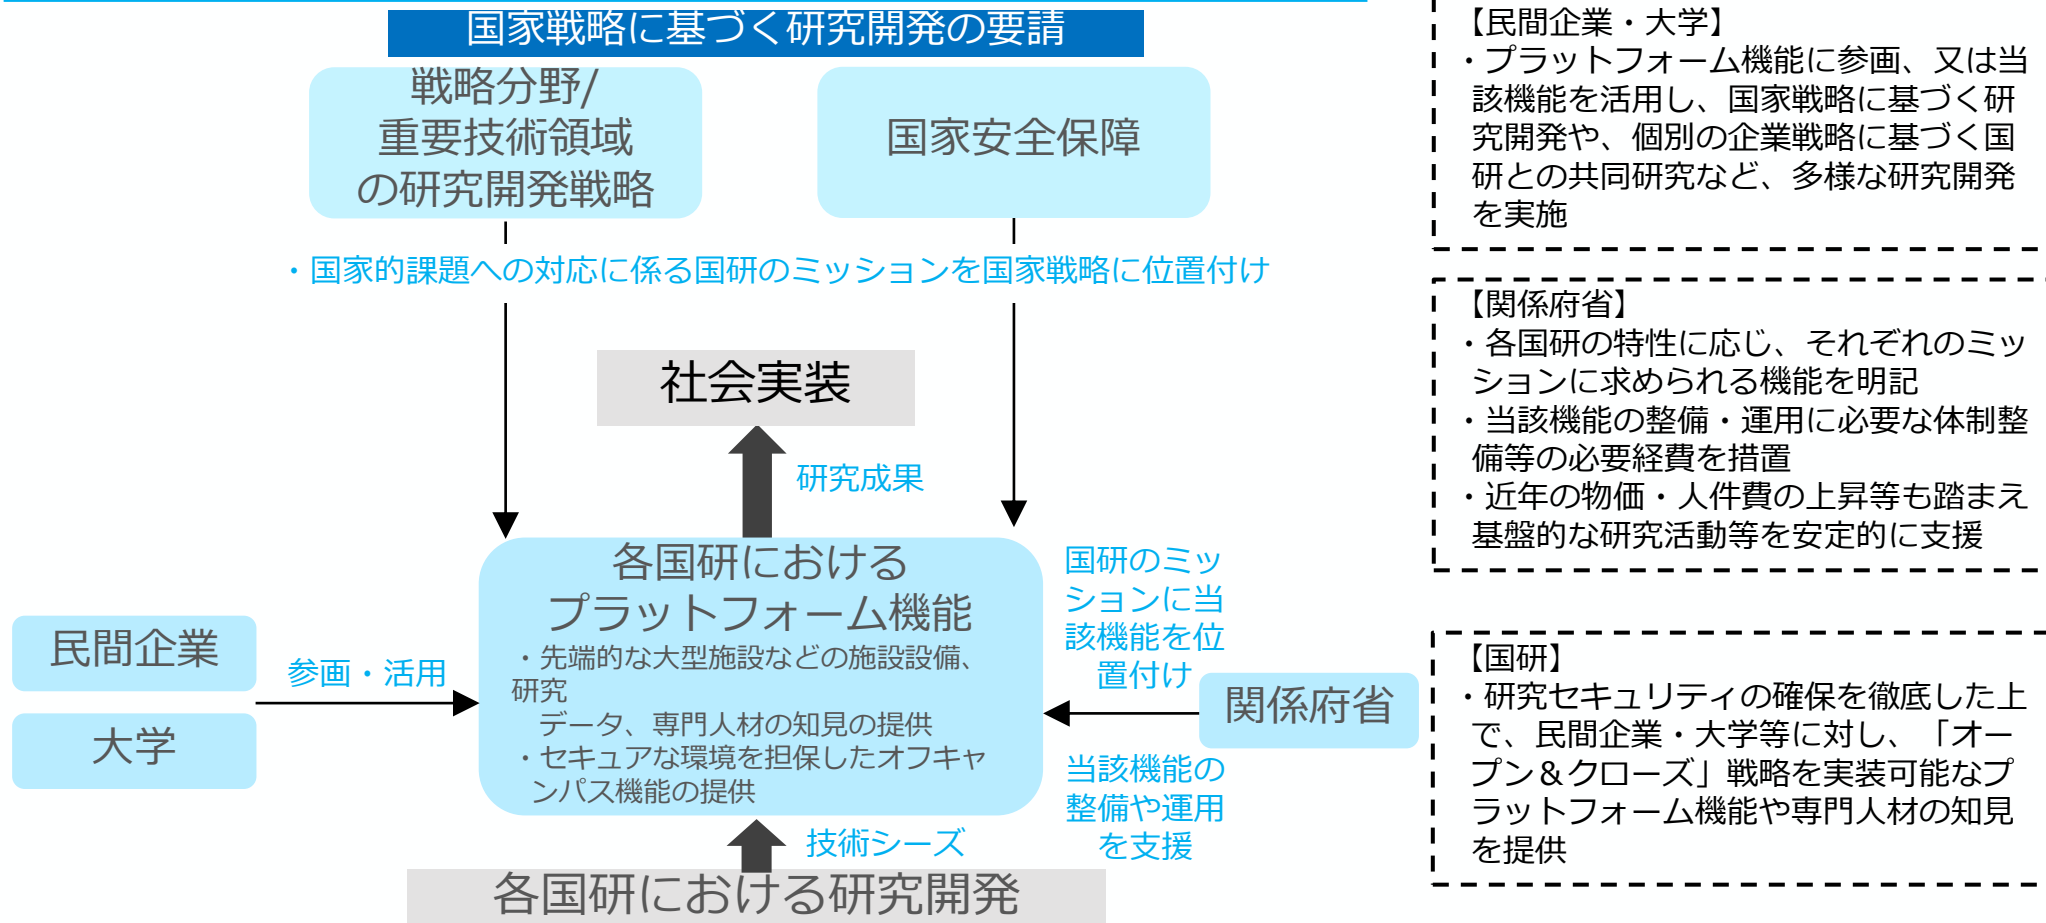 国家戦略に基づく研究開発の要請
戦略分野/
重要技術領域
の研究開発戦略
国家安全保障
・国家的課題への対応に係る国研のミッションを国家戦略に位置付け
社会実装
研究成果
各国研における
プラットフォーム機能
・先端的な大型施設などの施設設備、
研究
データ、専門人材の知見の提供
・セキュアな環境を担保したオフキャ
ンパス機能の提供
民間企業
大学
参画・活用
国研のミッ
ションに当
該機能を位
置付け
関係府省
当該機能の
整備や運用
を支援
技術シーズ
各国研における研究開発
【民間企業・大学】
・プラットフォーム機能に参画、又は当
該機能を活用し、国家戦略に基づく研
究開発や、個別の企業戦略に基づく国
研との共同研究など、多様な研究開発
を実施
【関係府省】
・各国研の特性に応じ、それぞれのミッ
ションに求められる機能を明記
・当該機能の整備・運用に必要な体制整
備等の必要経費を措置
・近年の物価・人件費の上昇等も踏まえ
基盤的な研究活動等を安定的に支援
【国研】
・研究セキュリティの確保を徹底した上
で、民間企業・大学等に対し、「オー
プン＆クローズ」戦略を実装可能なプ
ラットフォーム機能や専門人材の知見
を提供